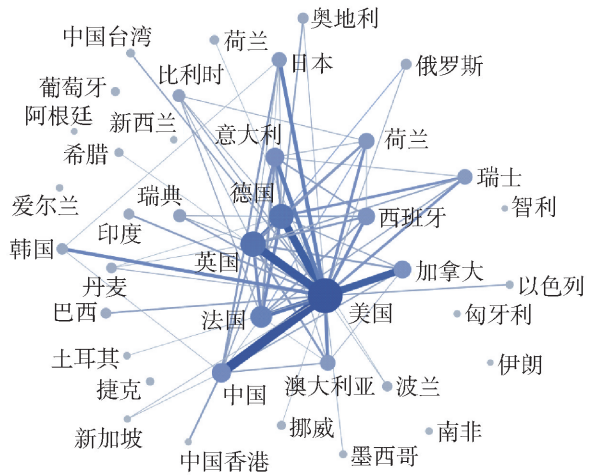 奥地利
中国台湾
荷兰
比利时
日本
俄罗斯
葡萄牙
阿根廷
新西兰
意大利
荷兰
希腊
瑞士
爱尔兰
瑞典
德国
西班牙
智利
韩国
印度
英国
加拿大
丹麦
以色列
巴西
法国
美国
匈牙利
土耳其
伊朗
捷克
中国
澳大利亚
波兰
新加坡
挪威
南非
中国香港
墨西哥